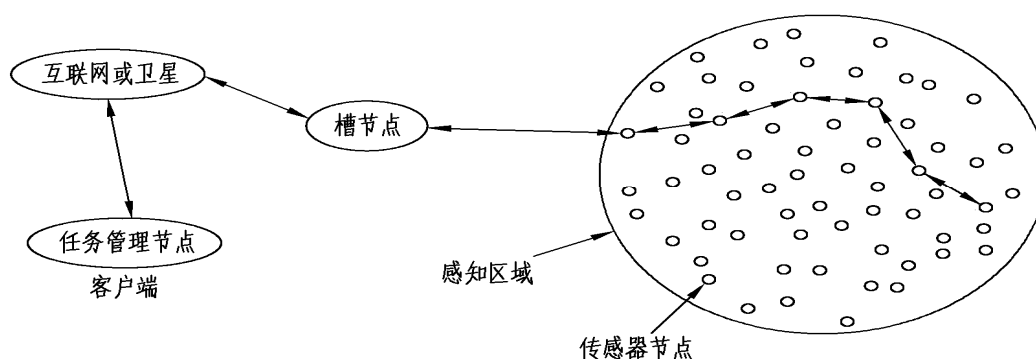 互联网或卫星
槽节点
任务管理节点
客户端
感知区域
传感器节点